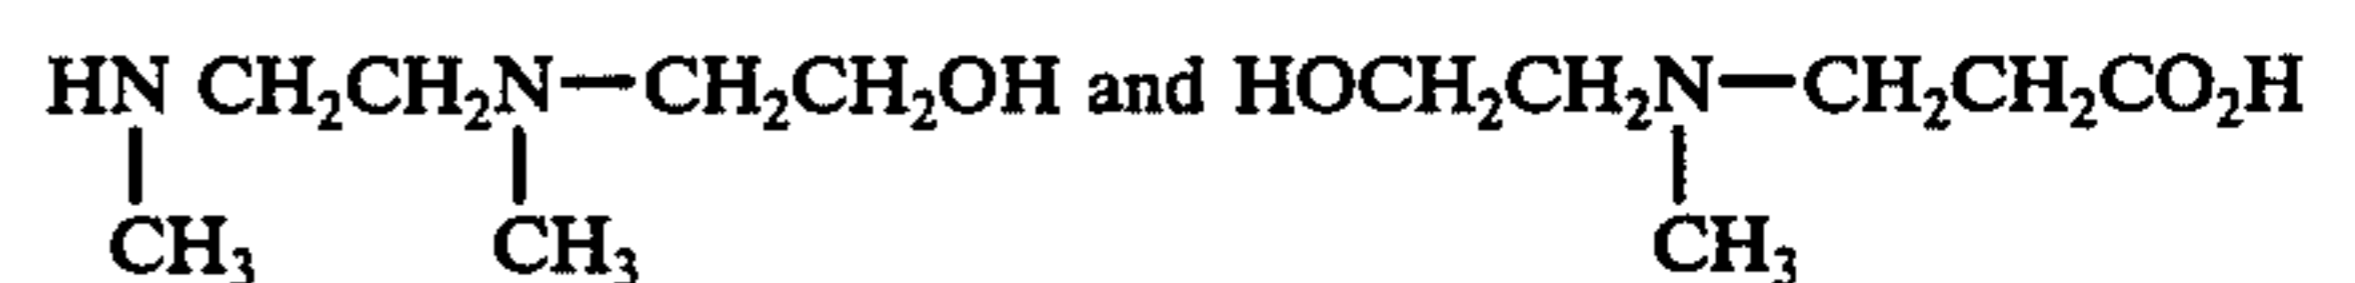 HN CH₂CH₂N—CH₂CH₂OH and HOCH₂CH₂N—CH₂CH₂CO₂H
CH₃ CH₃ CH₃